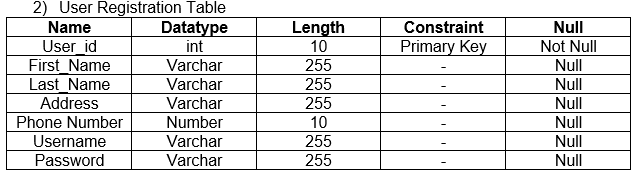 2) User Registration Table
Name Datatype Length Constraint Null
User_id int 10 Primary Key Not Null
First_Name Varchar 255 - Null
Last_Name Varchar 255 - Null
Address Varchar 255 - Null
Phone Number Number 10 - Null
Username Varchar 255 - Null
Password Varchar 255 - Null